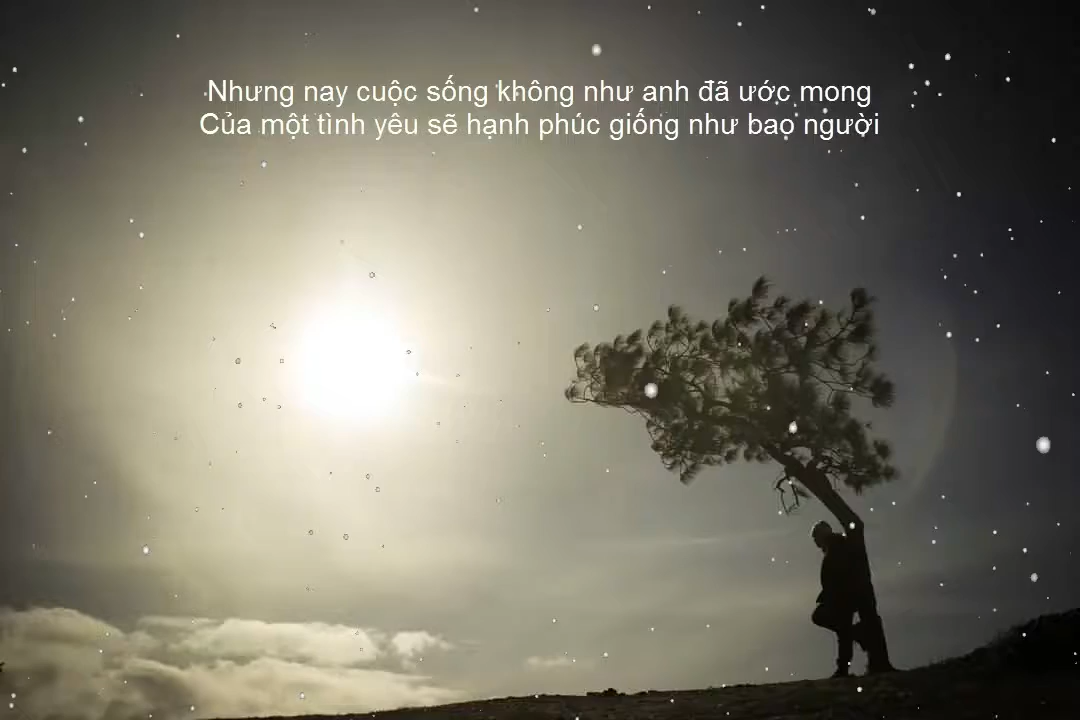 Nhưng nay cuộc sống không như anh đã ước mong
Của một tình yêu sẽ hạnh phúc giống như bao người